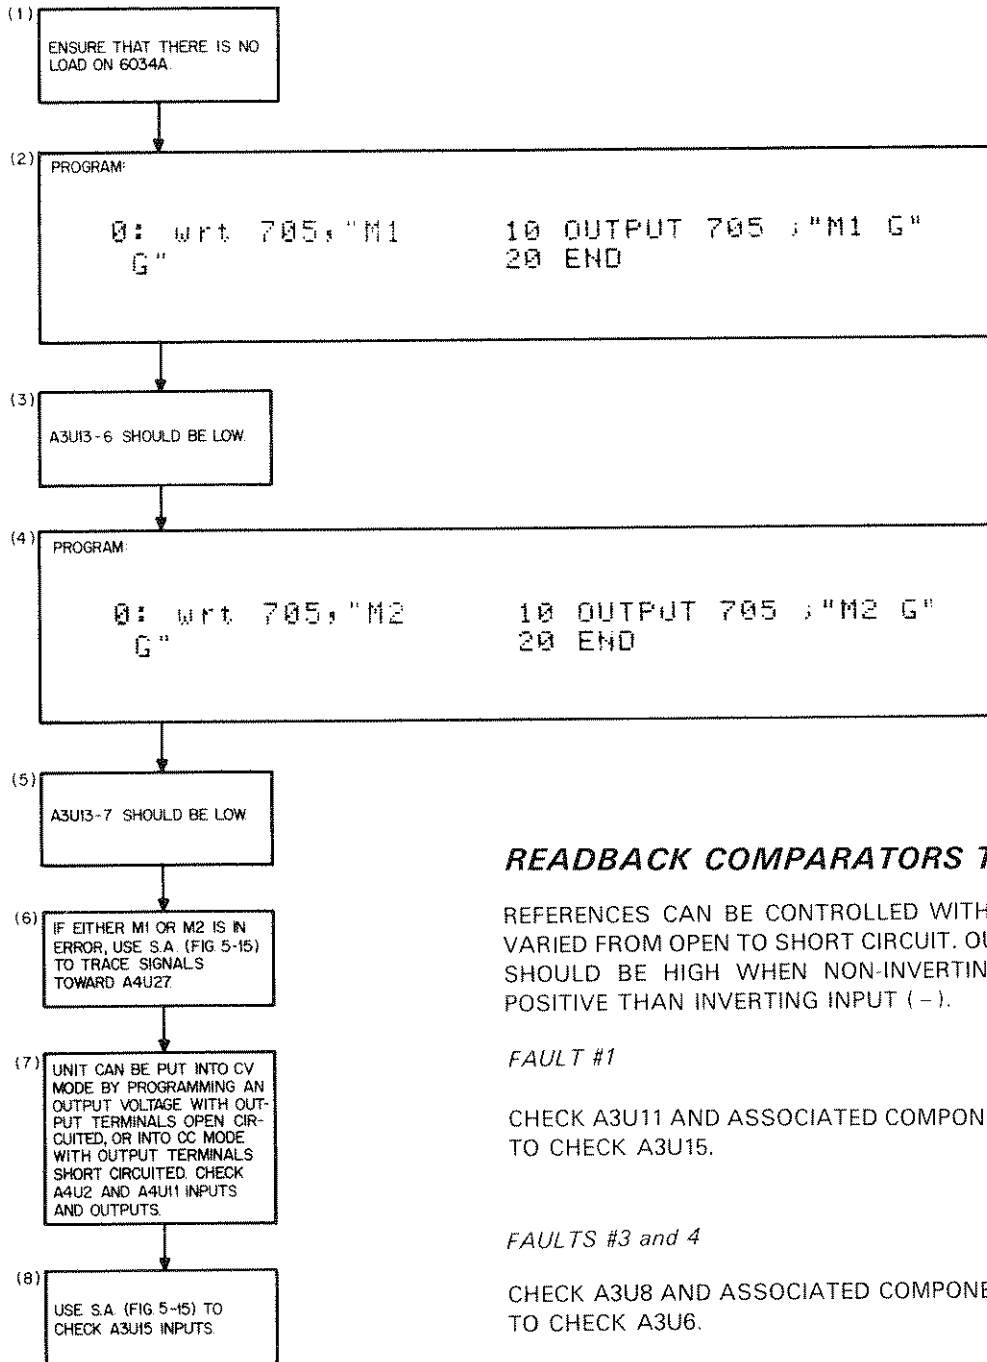 (1)
ENSURE THAT THERE IS NO
LOAD ON 6034A.
(2)
PROGRAM:
0: wrt 705,"M1
G"
10 OUTPUT 705 ;"M1 G"
20 END
(3)
A3U13-6 SHOULD BE LOW.
(4)
PROGRAM:
0: wrt 705,"M2
G"
10 OUTPUT 705 ;"M2 G"
20 END
(5)
A3U13-7 SHOULD BE LOW
(6)
IF EITHER M1 OR M2 IS IN
ERROR, USE S.A. (FIG. 5-15)
TO TRACE SIGNALS
TOWARD A4U27.
(7)
UNIT CAN BE PUT INTO CV
MODE BY PROGRAMMING AN
OUTPUT VOLTAGE WITH OUT-
PUT TERMINALS OPEN CIR-
CUITED, OR INTO CC MODE
WITH OUTPUT TERMINALS
SHORT CIRCUITED. CHECK
A4U2 AND A4U11 INPUTS
AND OUTPUTS.
(8)
USE S.A. (FIG. 5-15) TO
CHECK A3U15 INPUTS.
READBACK COMPARATORS
REFERENCES CAN BE CONTROLLED WITH
VARIED FROM OPEN TO SHORT CIRCUIT.
SHOULD BE HIGH WHEN
POSITIVE THAN INVERTING INPUT (–).
FAULT #1
CHECK A3U11 AND ASSOCIATED
TO CHECK A3U15.
FAULTS #3 and 4
CHECK A3U8 AND ASSOCIATED
TO CHECK A3U6.